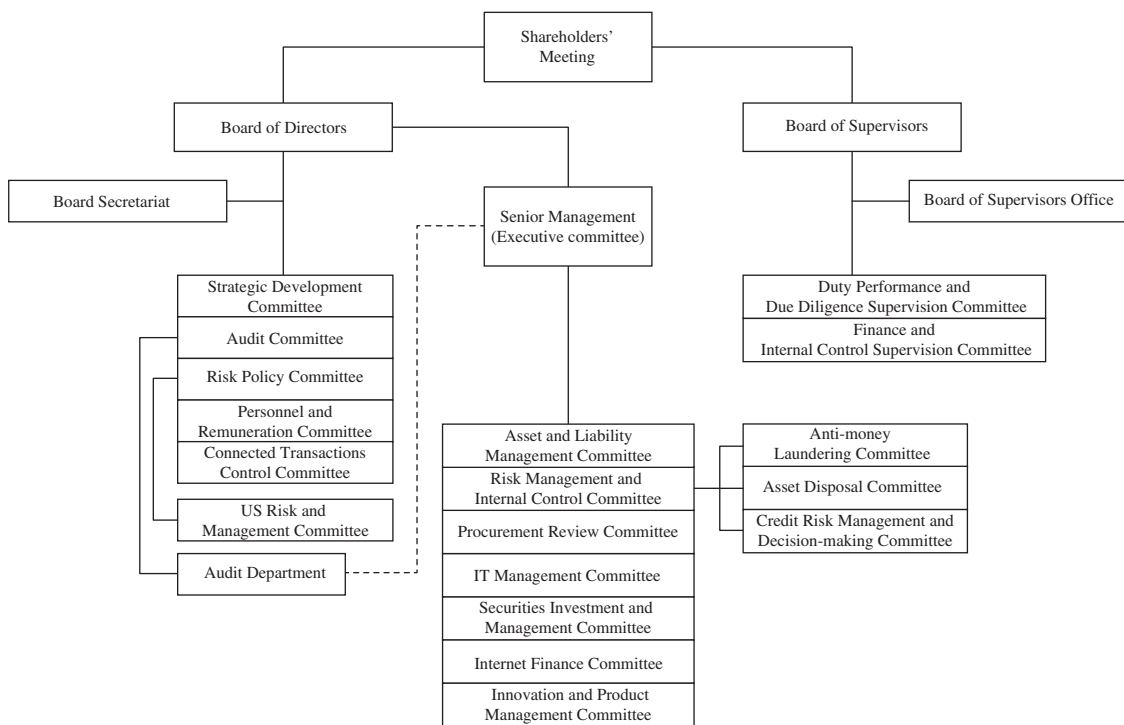 Shareholders’
Meeting
Board of Directors
Board of Supervisors
Board Secretariat
Senior Management
(Executive committee)
Board of Supervisors Office
Strategic Development
Committee
Audit Committee
Risk Policy Committee
Personnel and
Remuneration Committee
Connected Transactions
Control Committee
US Risk and
Management Committee
Audit Department
Duty Performance and
Due Diligence Supervision Committee
Finance and
Internal Control Supervision Committee
Asset and Liability
Management Committee
Risk Management and
Internal Control Committee
Procurement Review Committee
IT Management Committee
Securities Investment and
Management Committee
Internet Finance Committee
Innovation and Product
Management Committee
Anti-money
Laundering Committee
Asset Disposal Committee
Credit Risk Management and
Decision-making Committee